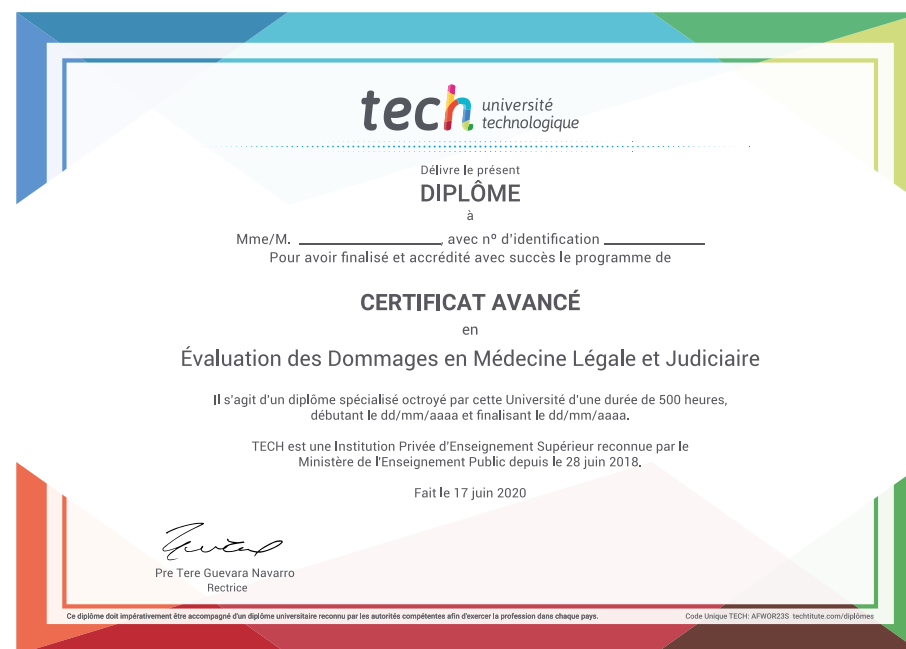 tech université
technologique
Délivre le présent
DIPLÔME
à
Mme/M. ____________________, avec nº d'identification ______________
Pour avoir finalisé et accrédité avec succès le programme de
CERTIFICAT AVANCÉ
en
Évaluation des Dommages en Médecine Légale et Judiciaire
Il s'agit d'un diplôme spécialisé octroyé par cette Université d'une durée de 500 heures,
débutant le dd/mm/aaaa et finalisant le dd/mm/aaaa.
TECH est une Institution Privée d'Enseignement Supérieur reconnue par le
Ministère de l'Enseignement Public depuis le 28 juin 2018.
Fait le 17 juin 2020
Pre Tere Guevara Navarro
Rectrice
Ce diplôme doit impérativement être accompagné d'un diplôme universitaire reconnu par les autorités compétentes afin d'exercer la profession dans chaque pays.
Code Unique TECH: AFWOR23S techtitute.com/diplômes